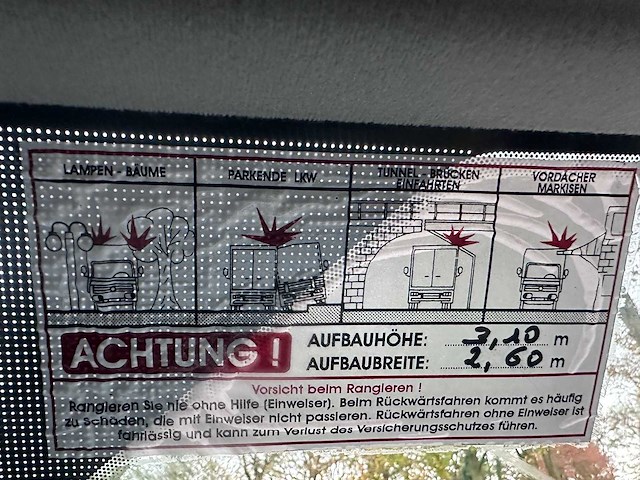 LAMPEN - BÄUME
PARKENDE LKW
TUNNEL - BRÜCKEN
EINFAHRTEN
VORDÄCHER
MARKISEN
ACHTUNG !
AUFBAUHÖHE: 3,10 m
AUFBAUBREITE: 2,60 m
Vorsicht beim Rangieren !
Rangieren Sie nie ohne Hilfe (Einweiser). Beim Rückwärtsfahren kommt es häufig
zu Schäden, die mit Einweiser nicht passieren. Rückwärtsfahren ohne Einweiser ist
fahrlässig und kann zum Verlust des Versicherungsschutzes führen.